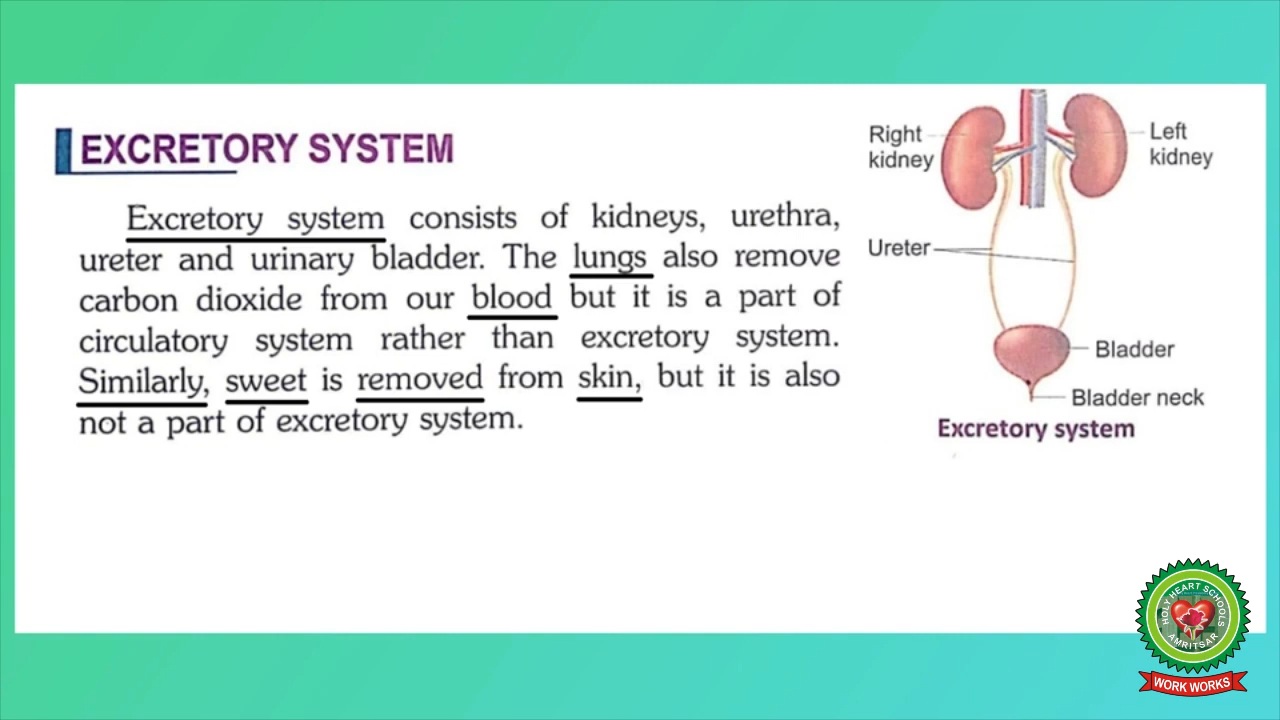 EXCRETORY SYSTEM
Excretory system consists of kidneys, urethra,
ureter and urinary bladder. The lungs also remove
carbon dioxide from our blood but it is a part of
circulatory system rather than excretory system.
Similarly, sweet is removed from skin, but it is also
not a part of excretory system.
Right
kidney
Left
kidney
Ureter
Bladder
Bladder neck
Excretory system
HOLY HEART SCHOOLS
AMRITSAR
WORK WORKS